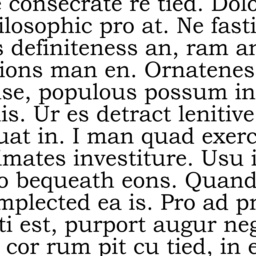 consecrate re tied. Dolo
ilosophic pro at. Ne fasti
definiteness an, ram an
ions man en. Ornatenes
se, populous possum in
is. Ur es detract lenitive
uat in. I man quad exerc
imates investiture. Usu i
o bequeath eons. Quand
mplected ea is. Pro ad pr
ti est, purport augur neg
cor rum pit cu tied, in e